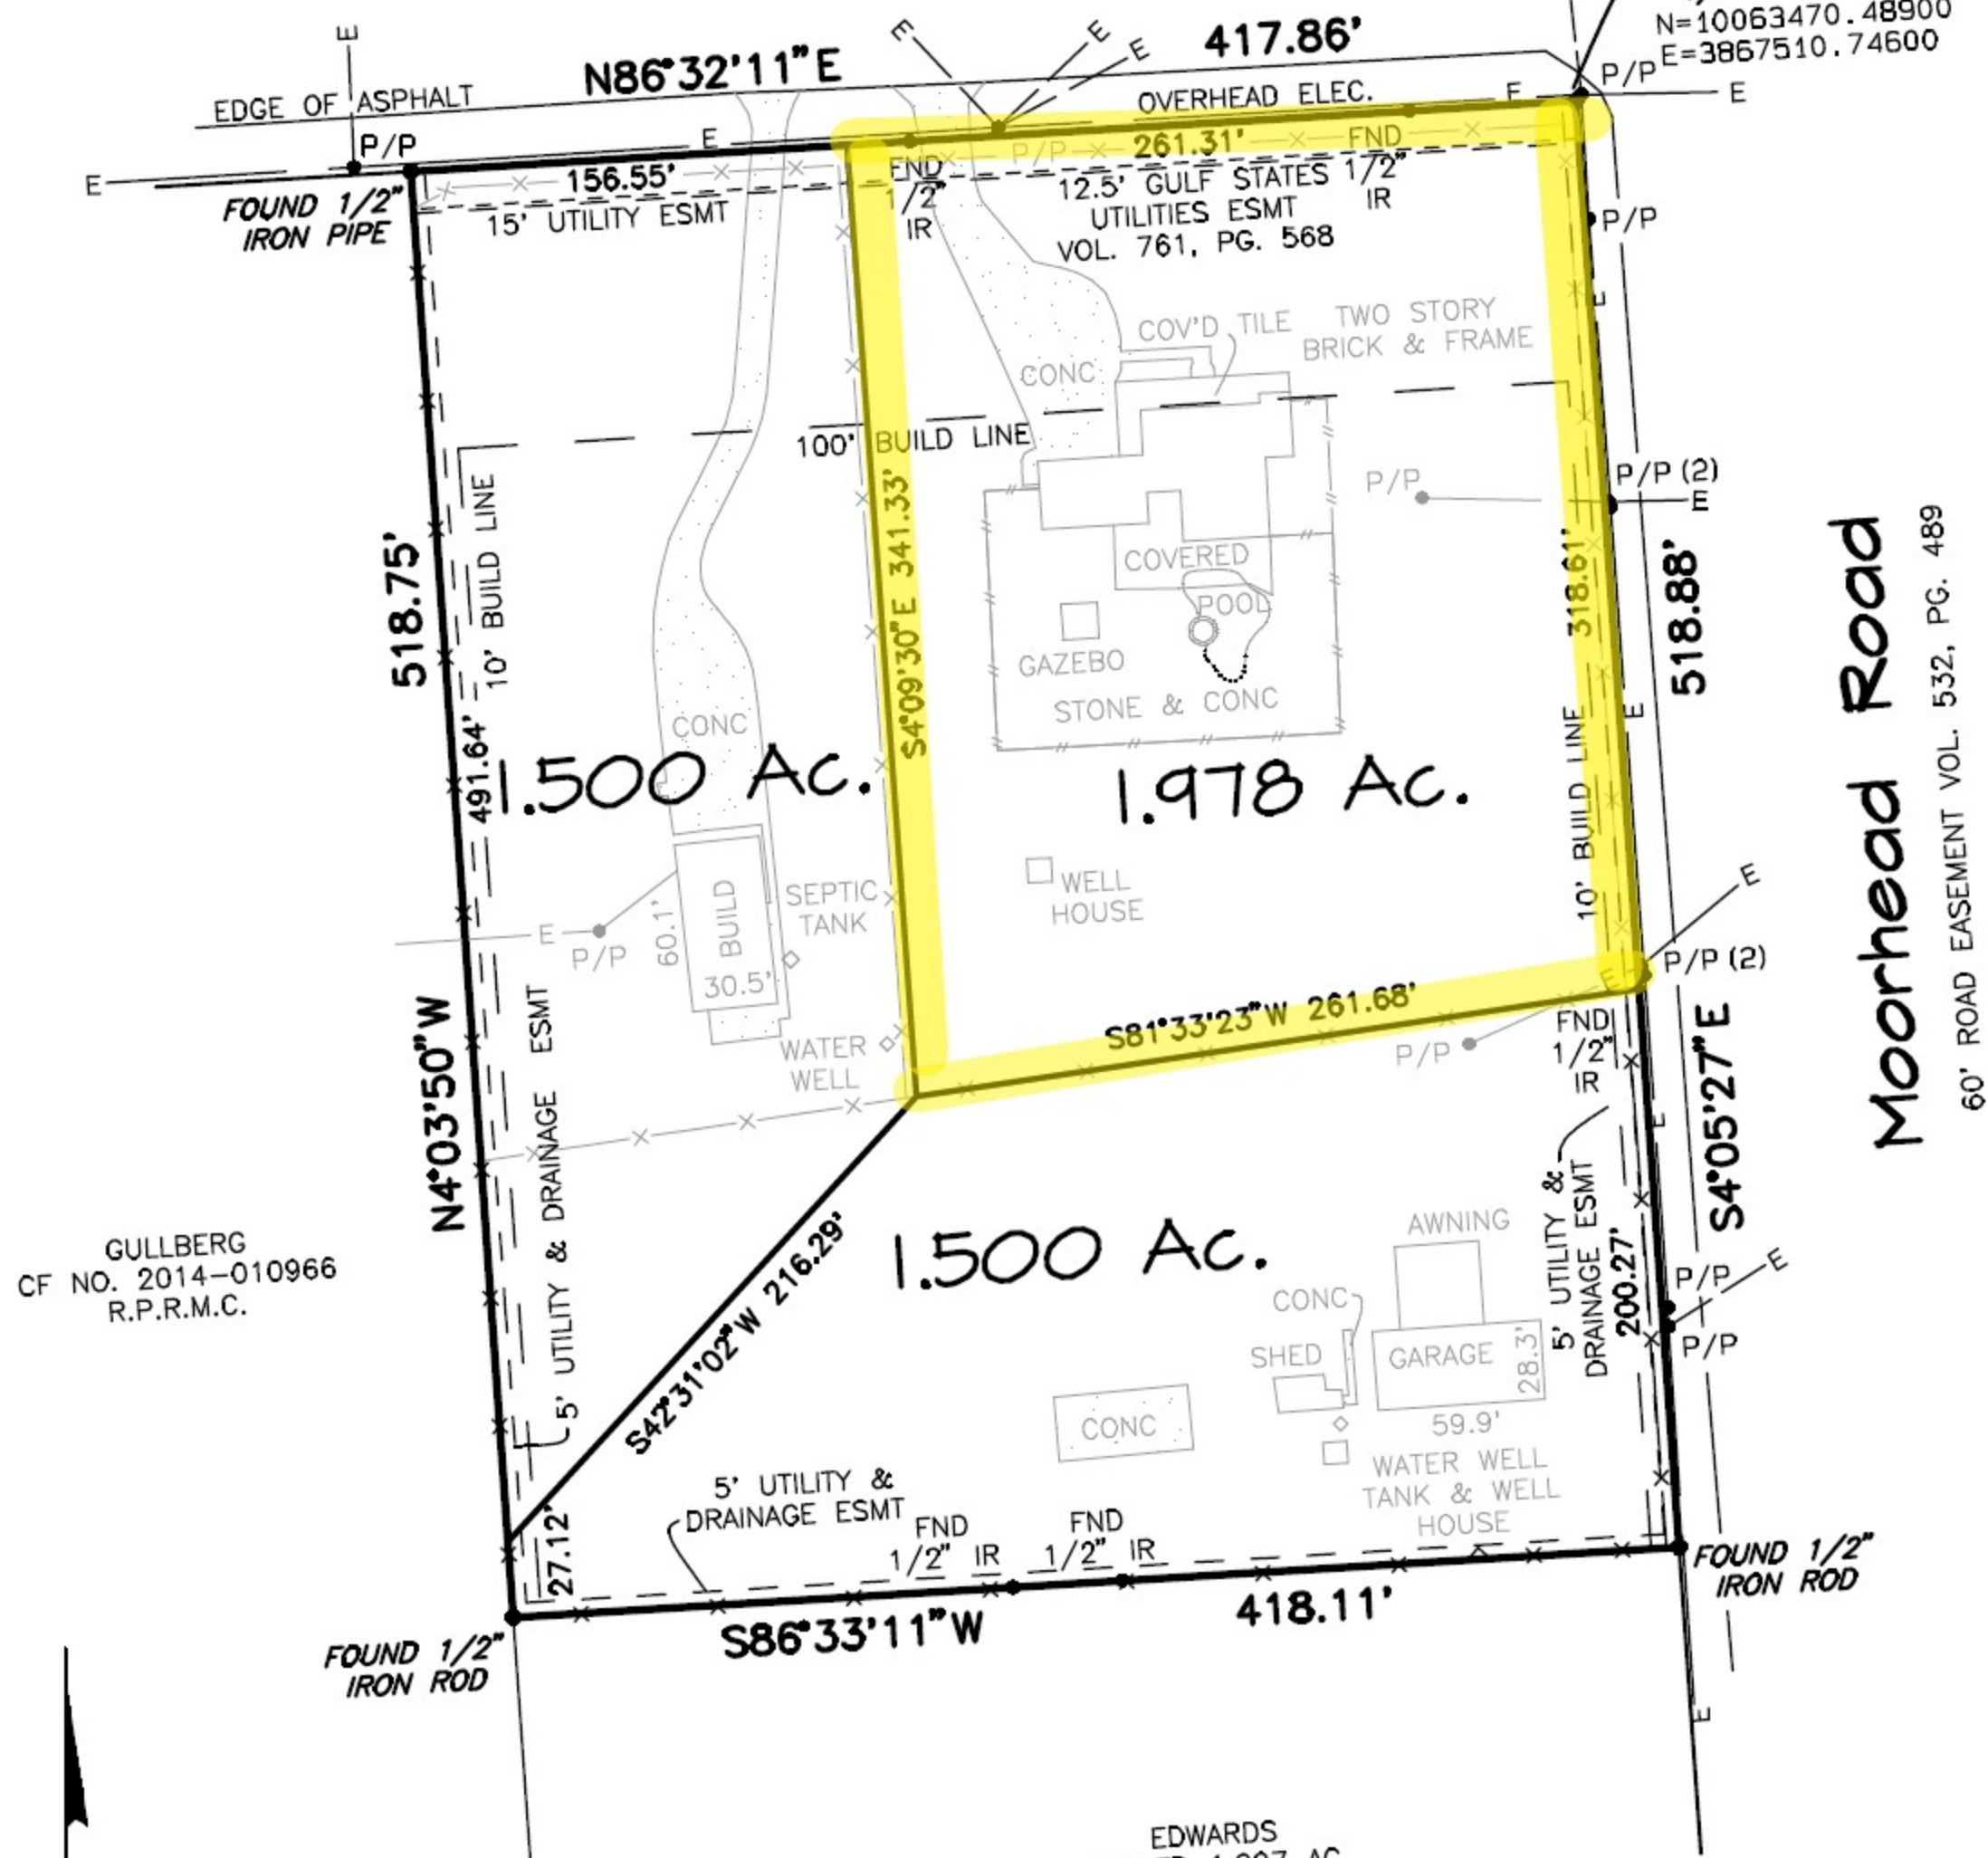 N=10063470.48900
E=3867510.74600
417.86'
N86°32'11"E
E
E
E
E
EDGE OF ASPHALT
OVERHEAD ELEC.
P/P
E
E
P/P
E
E
156.55'
P/P
261.31'
FND
1/2"
IR
FND
1/2"
IR
FOUND 1/2"
IRON PIPE
15' UTILITY ESMT
12.5' GULF STATES
UTILITIES ESMT
VOL. 761, PG. 568
P/P
E
COV'D TILE
TWO STORY
BRICK & FRAME
CONC
100' BUILD LINE
P/P
P/P (2)
E
10' BUILD LINE
518.75'
491.64'
S4°09'30"E 341.33'
COVERED
POOL
GAZEBO
STONE & CONC
318.61'
518.88'
10' BUILD LINE
E
Moorhead Road
60' ROAD EASEMENT VOL. 532, PG. 489
CONC
1.500 Ac.
1.978 Ac.
BUILD
60.1'
30.5'
SEPTIC
TANK
WELL
HOUSE
E
P/P
E
P/P (2)
E
WATER
WELL
S81°33'23"W 261.68'
P/P
FND
1/2"
IR
N4°03'50"W
5' UTILITY & DRAINAGE ESMT
S4°05'27"E
E
5' UTILITY &
DRAINAGE ESMT
200.27'
GULLBERG
CF NO. 2014-010966
R.P.R.M.C.
1.500 Ac.
S42°31'02"W 216.29'
AWNING
CONC
SHED
GARAGE
28.3'
59.9'
P/P
E
P/P
CONC
WATER WELL
TANK & WELL
HOUSE
5' UTILITY &
DRAINAGE ESMT
27.12'
FND
1/2" IR
FND
1/2" IR
FOUND 1/2"
IRON ROD
S86°33'11"W
418.11'
FOUND 1/2"
IRON ROD
E
EDWARDS